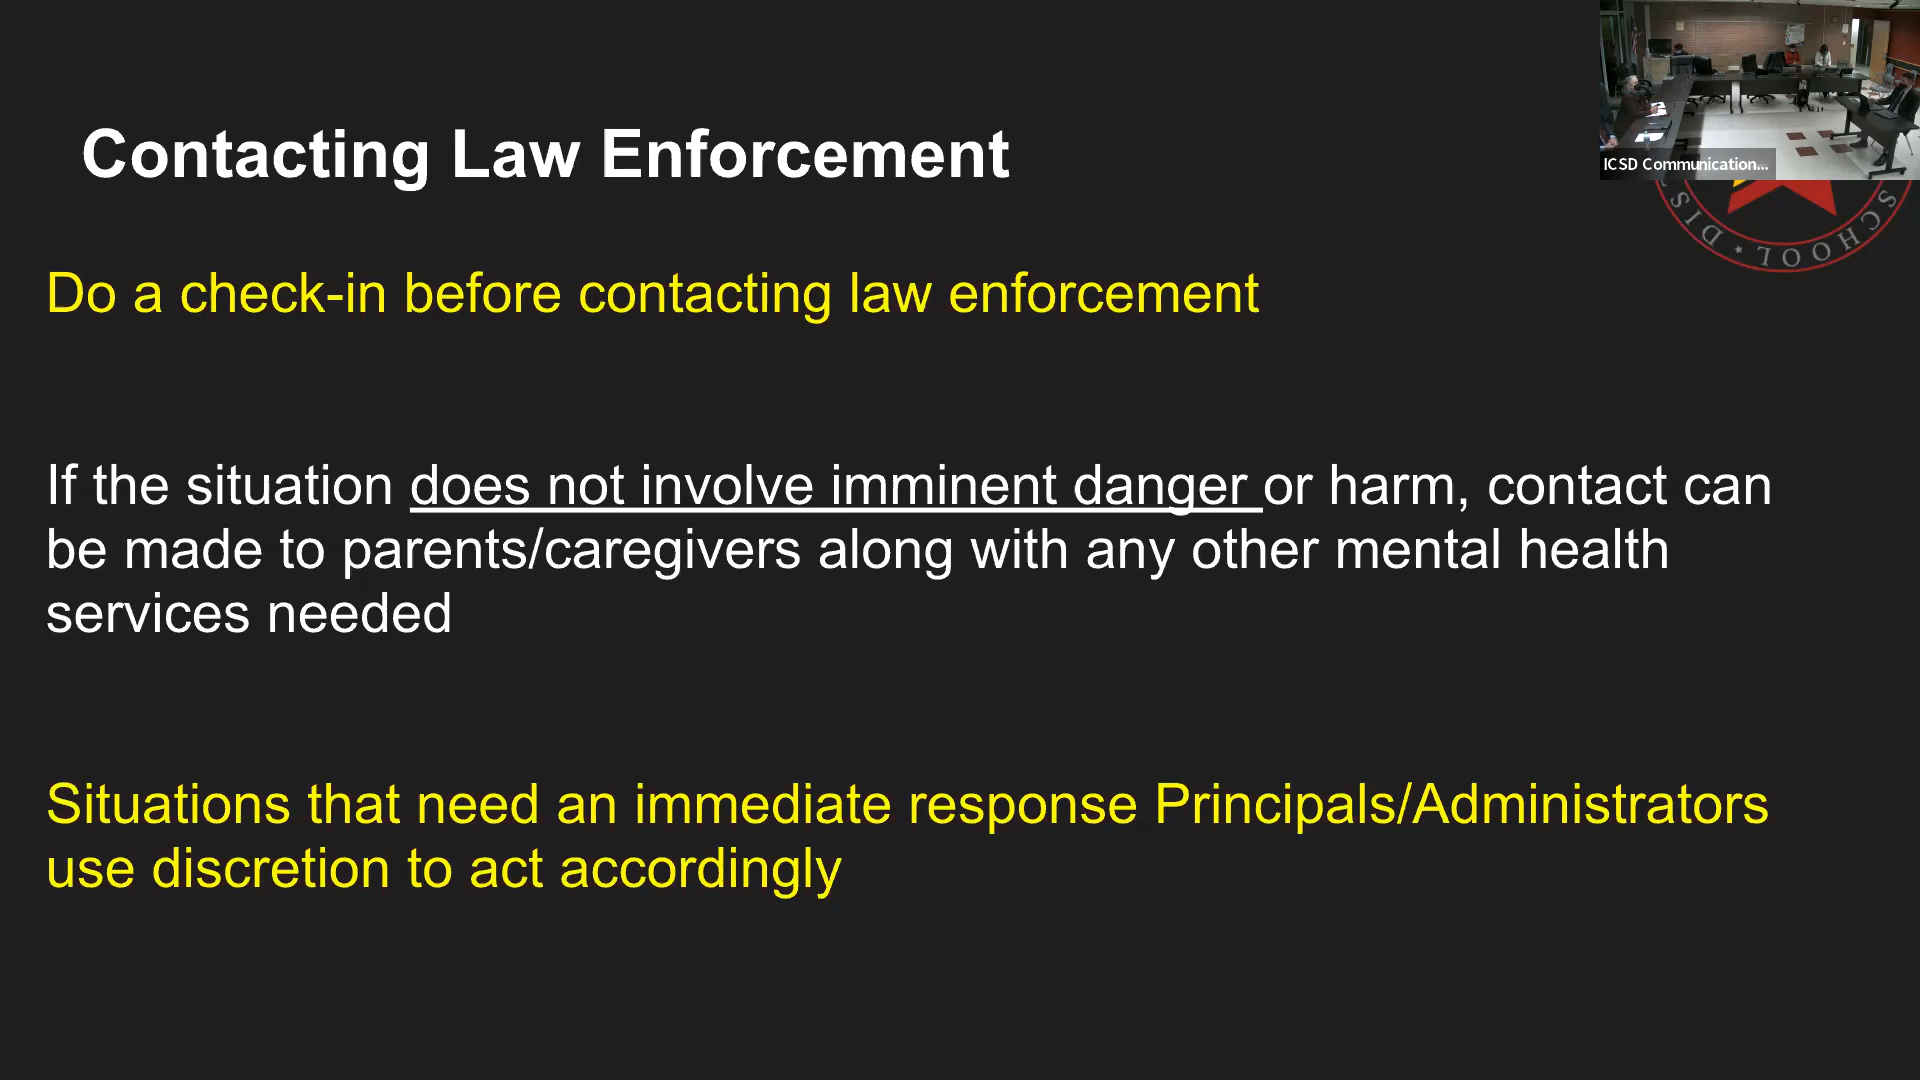 Contacting Law Enforcement
ICSD Communication...
SCHOOL
DIS
Do a check-in before contacting law enforcement
If the situation does not involve imminent danger or harm, contact can
be made to parents/caregivers along with any other mental health
services needed
Situations that need an immediate response Principals/Administrators
use discretion to act accordingly